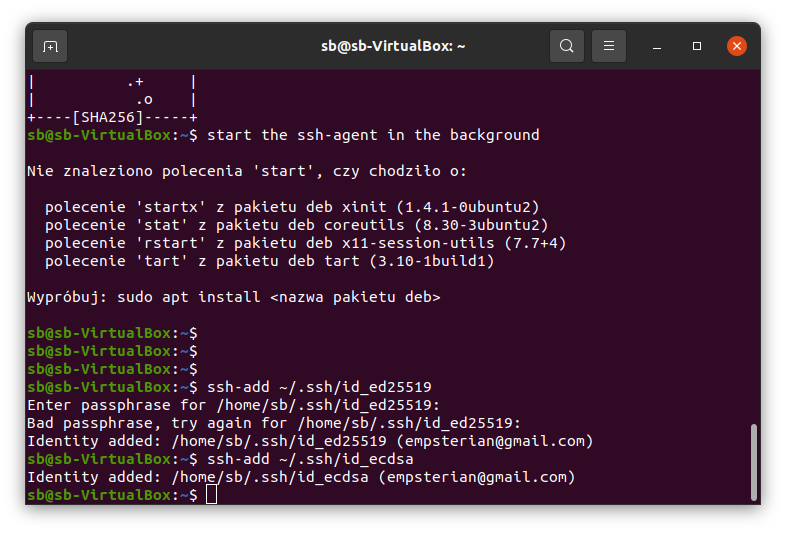 sb@sb-VirtualBox: ~
|          .+     |
|           .o    |
+----[SHA256]-----+
sb@sb-VirtualBox:~$ start the ssh-agent in the background
Nie znaleziono polecenia 'start', czy chodziło o:
  polecenie 'startx' z pakietu deb xinit (1.4.1-0ubuntu2)
  polecenie 'stat' z pakietu deb coreutils (8.30-3ubuntu2)
  polecenie 'rstart' z pakietu deb x11-session-utils (7.7+4)
  polecenie 'tart' z pakietu deb tart (3.10-1build1)
Wypróbuj: sudo apt install <nazwa pakietu deb>
sb@sb-VirtualBox:~$
sb@sb-VirtualBox:~$
sb@sb-VirtualBox:~$
sb@sb-VirtualBox:~$ ssh-add ~/.ssh/id_ed25519
Enter passphrase for /home/sb/.ssh/id_ed25519:
Bad passphrase, try again for /home/sb/.ssh/id_ed25519:
Identity added: /home/sb/.ssh/id_ed25519 (empsterian@gmail.com)
sb@sb-VirtualBox:~$ ssh-add ~/.ssh/id_ecdsa
Identity added: /home/sb/.ssh/id_ecdsa (empsterian@gmail.com)
sb@sb-VirtualBox:~$